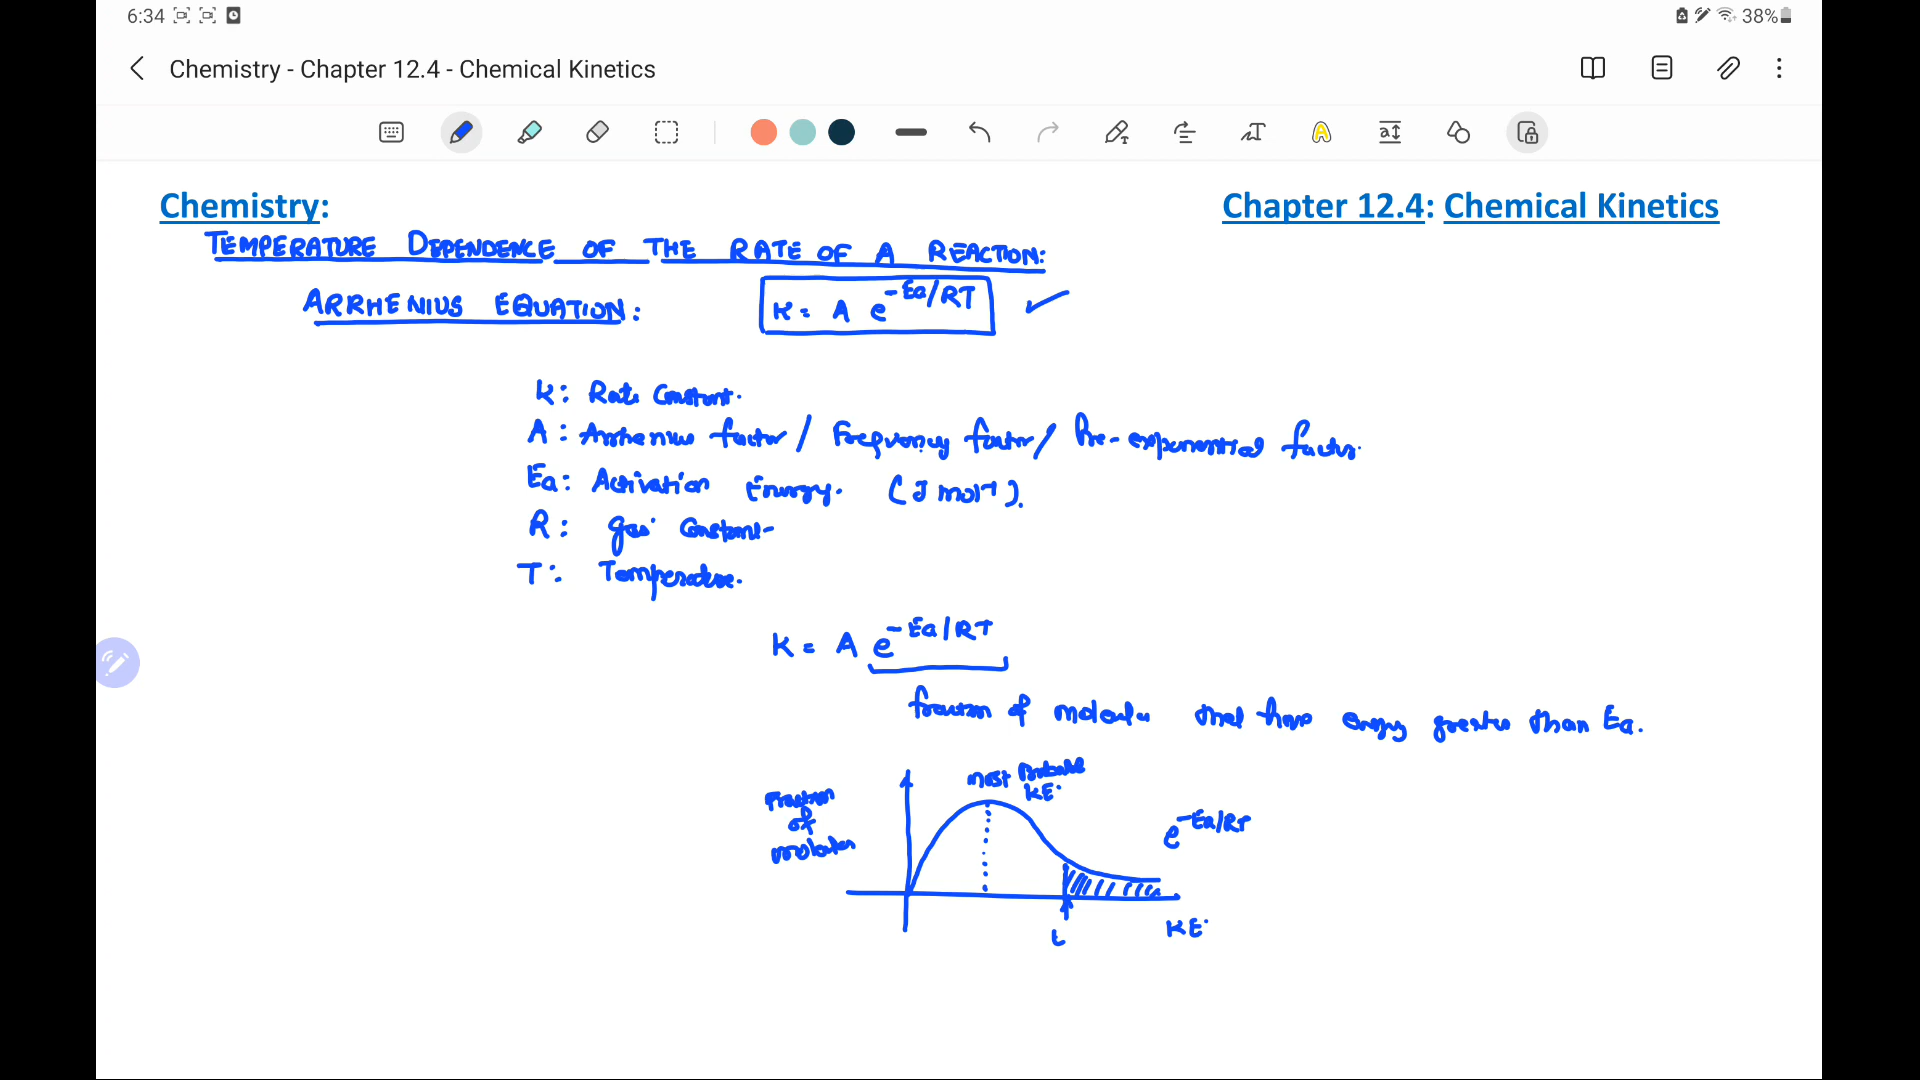 6:34 38%
Chemistry - Chapter 12.4 - Chemical Kinetics
Chemistry: Chapter 12.4: Chemical Kinetics
TEMPERATURE DEPENDENCE OF THE RATE OF A REACTION:
ARRHENIUS EQUATION: K = A e^-Ea/RT ✓
K: Rate Constant.
A: Arrhenius factor / Frequency factor / Pre-exponential factor.
Ea: Activation Energy. (J mol⁻¹).
R: gas constant
T: Temperature.
K = A e^-Ea/RT
fraction of molecules that have energy greater than Ea.
most Probable
KE
Fraction
of
molecules
e^-Ea/RT
KE